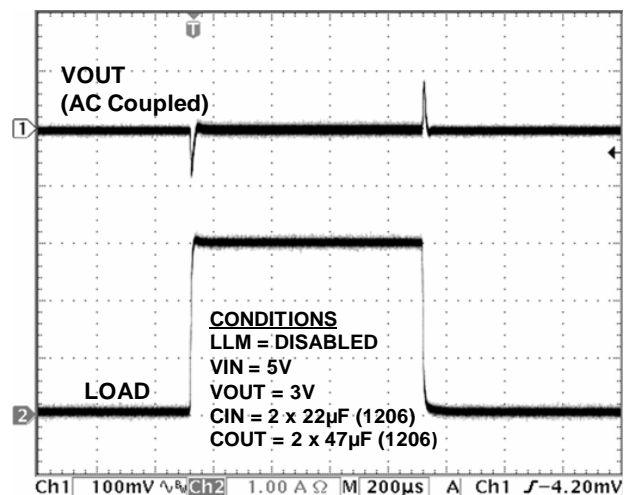 T
VOUT
(AC Coupled)
1
CONDITIONS
LLM = DISABLED
VIN = 5V
VOUT = 3V
CIN = 2 x 22µF (1206)
COUT = 2 x 47µF (1206)
LOAD
2
Ch1 100mV ∿ Bw Ch2 1.00 A Ω M 200µs A Ch1 ʃ −4.20mV